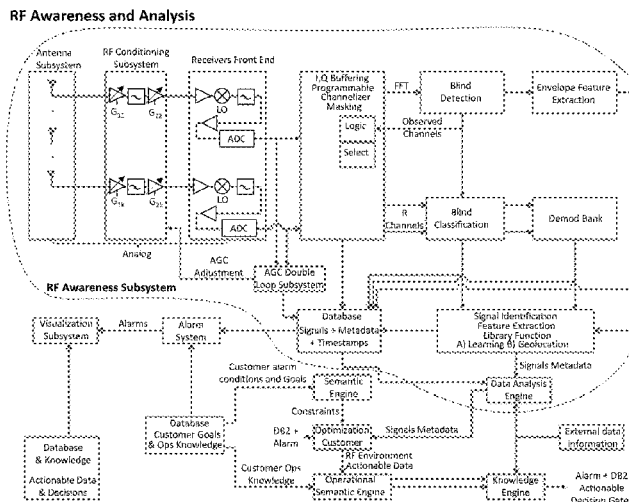 RF Awareness and Analysis
Antenna
Subsystem
RF Conditioning
Subsystem
Receivers Front End
I,Q Buffering
Programmable
Channelizer
Masking
Logic
Select
FFT
Blind
Detection
Envelope Feature
Extraction
Observed
Channels
LO
ADC
LO
ADC
R
Channels
Blind
Classification
Demod Bank
Analog
AGC
Adjustment
AGC Double
Loop Subsystem
RF Awareness Subsystem
Visualization
Subsystem
Alarms
Alarm
System
Database
Signals + Metadata
+ Timestamps
Signal Identification
Feature Extraction
Library Function
A) Learning B) Geolocation
Signals Metadata
Customer alarm
conditions and Goals
Semantic
Engine
Data Analysis
Engine
Constraints
Database
Customer Goals
& Ops Knowledge
DB2 +
Alarm
Optimization
Customer
Signals Metadata
External data
Information
RF Environment
Actionable Data
Database
& Knowledge
Actionable Data
& Decisions
Customer Ops
Knowledge
Operational
Semantic Engine
Knowledge
Engine
Alarm + DB2
Actionable